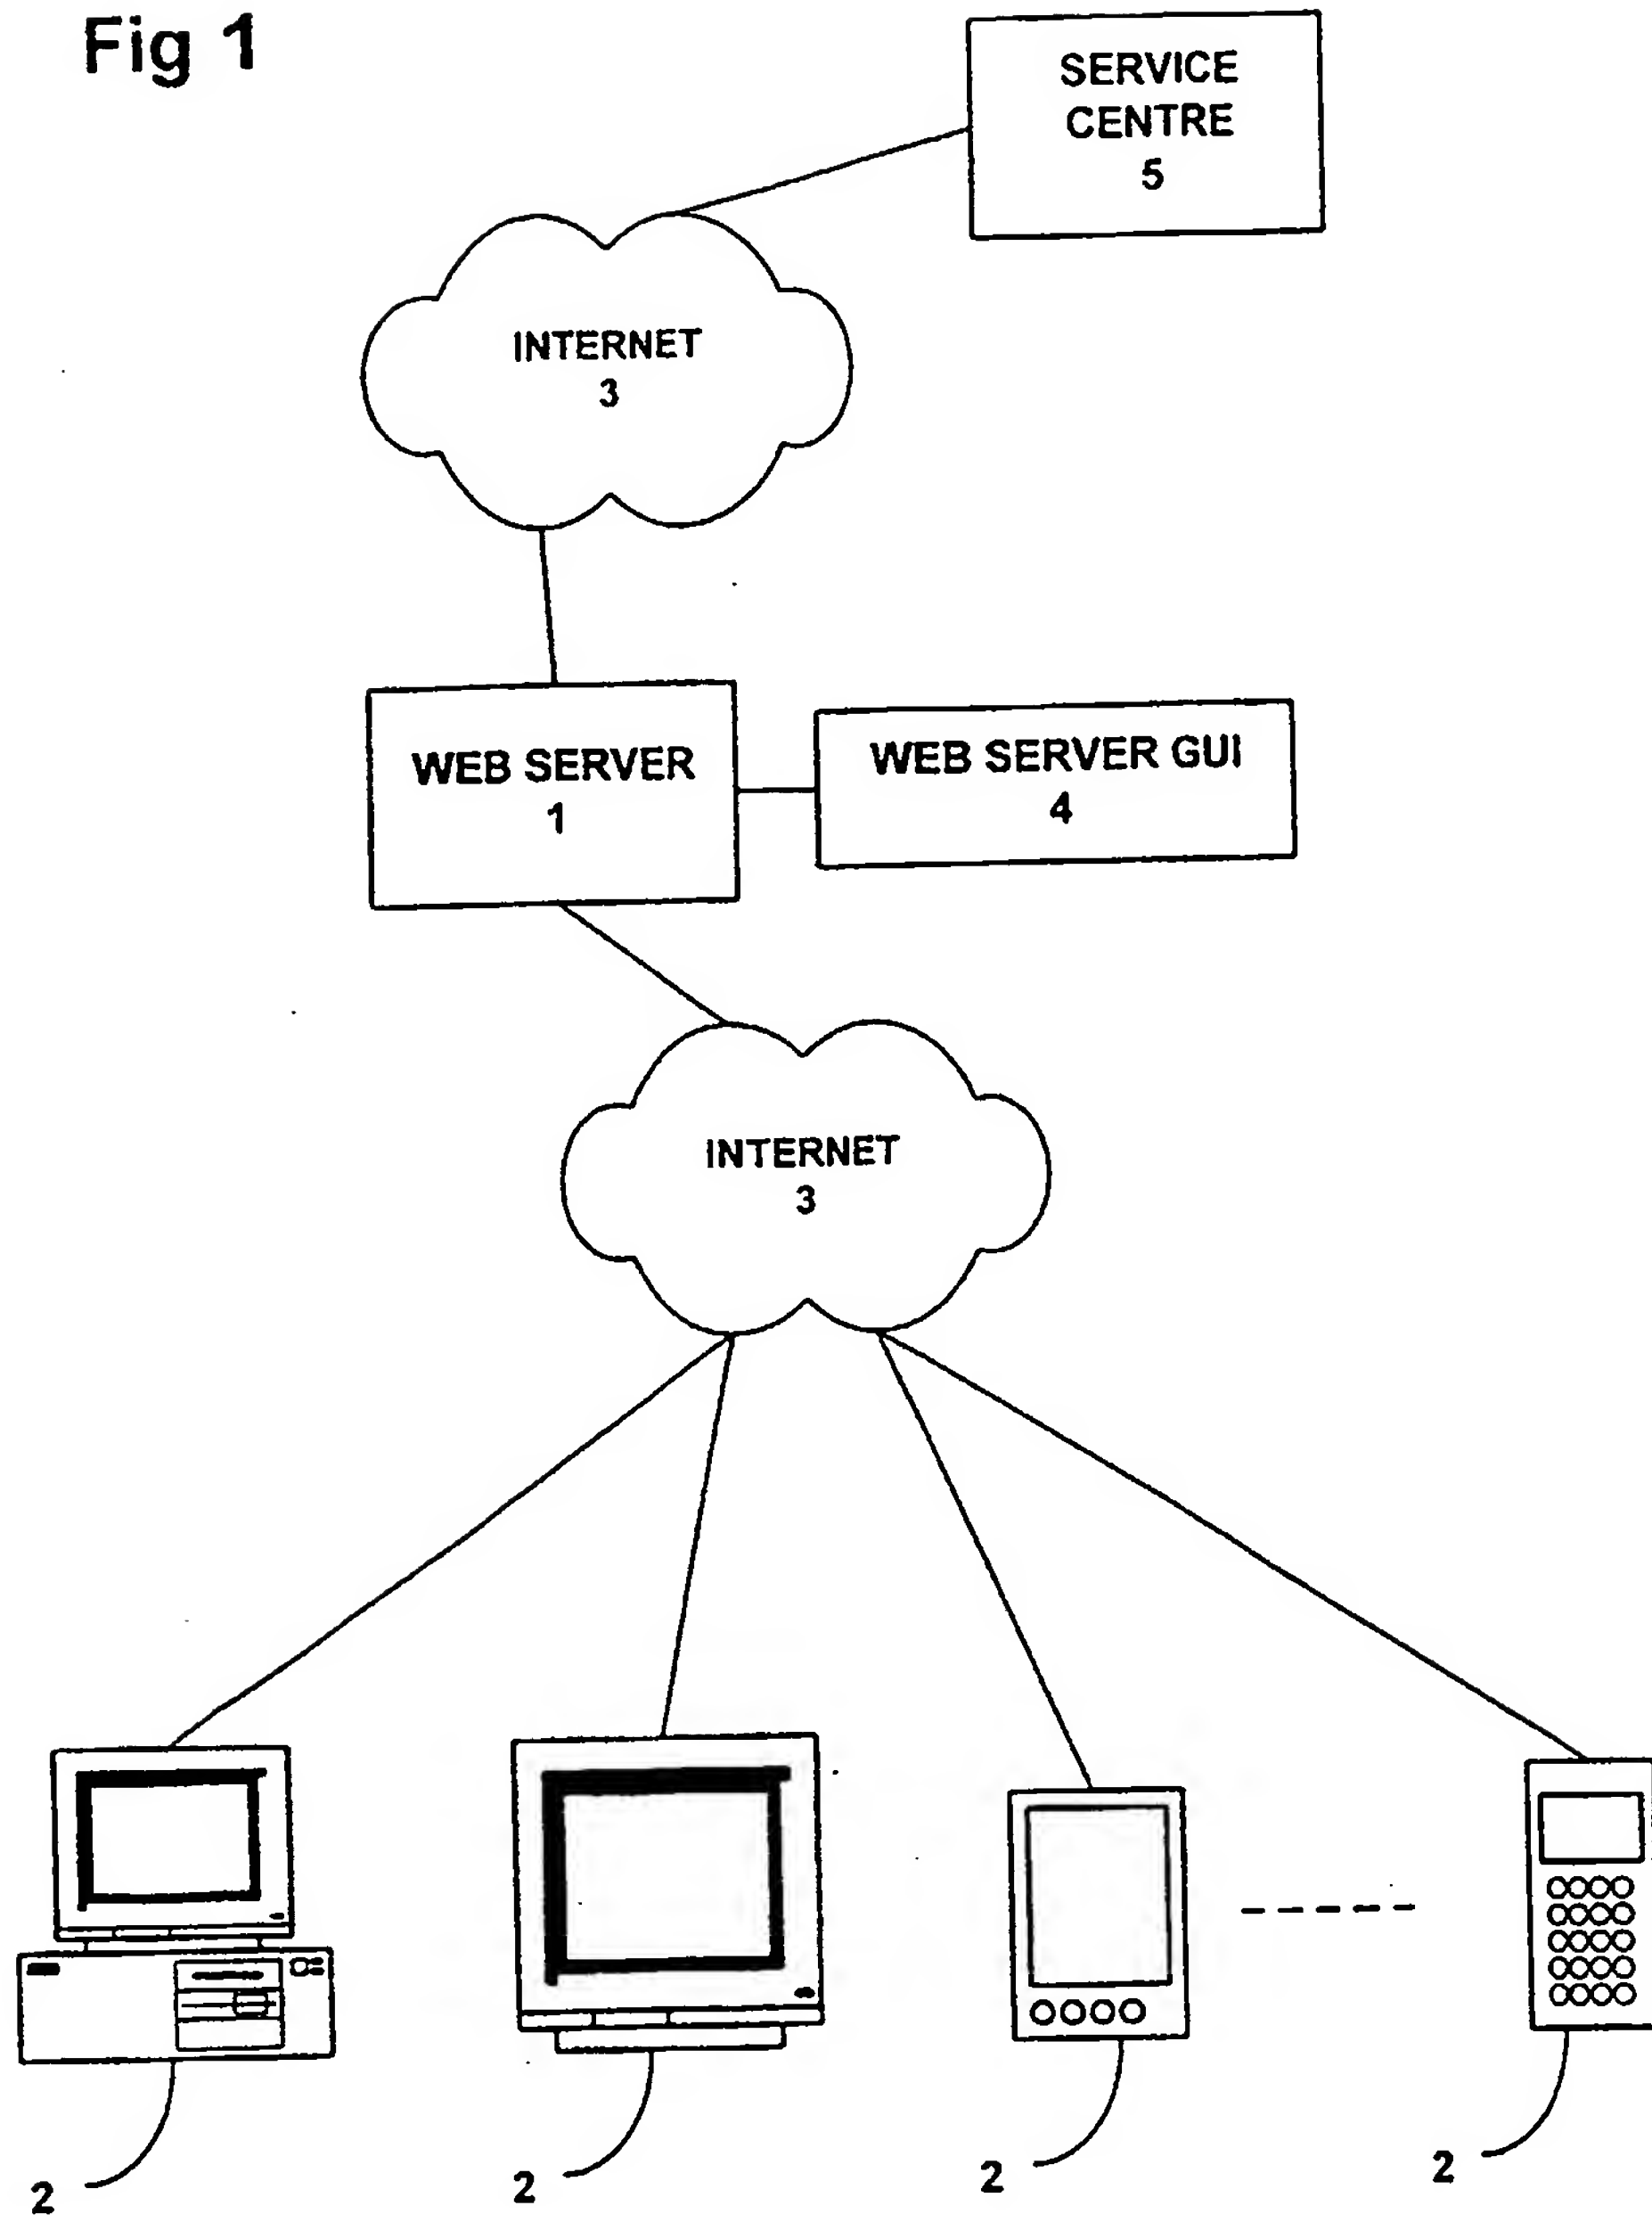 Fig 1
SERVICE
CENTRE
5
INTERNET
3
WEB SERVER
1
WEB SERVER GUI
4
INTERNET
3
2
2
2
2